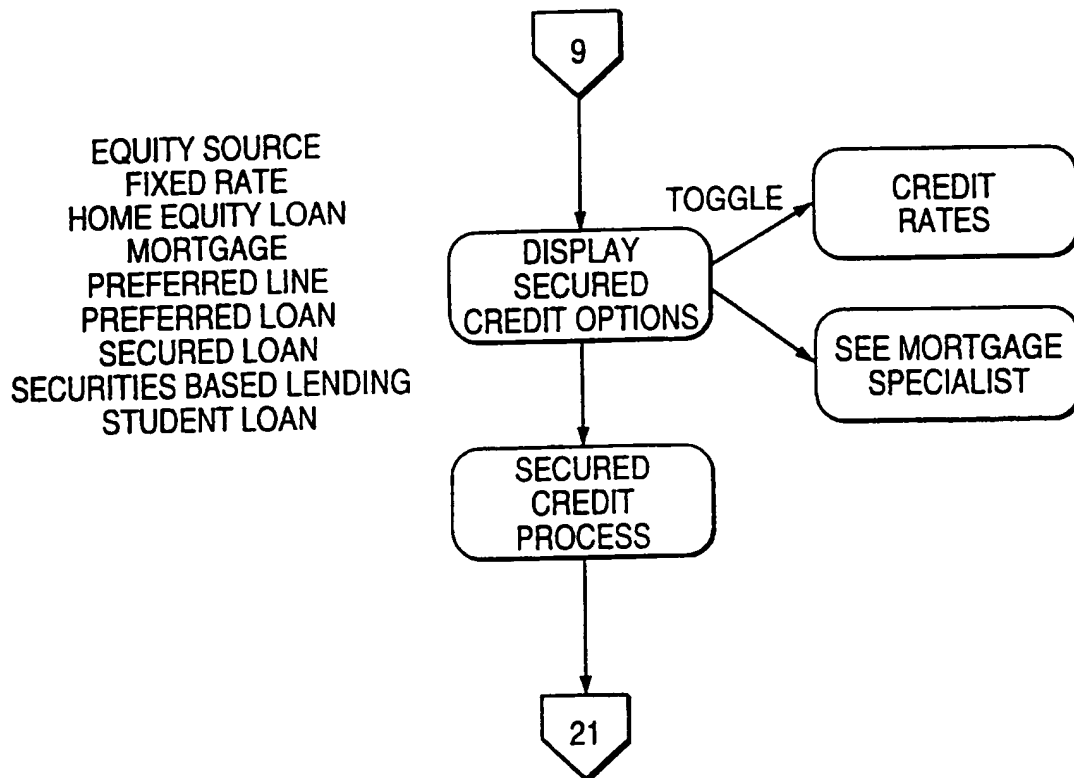 9
EQUITY SOURCE
FIXED RATE
HOME EQUITY LOAN
MORTGAGE
PREFERRED LINE
PREFERRED LOAN
SECURED LOAN
SECURITIES BASED LENDING
STUDENT LOAN
DISPLAY
SECURED
CREDIT OPTIONS
TOGGLE
CREDIT
RATES
SEE MORTGAGE
SPECIALIST
SECURED
CREDIT
PROCESS
21